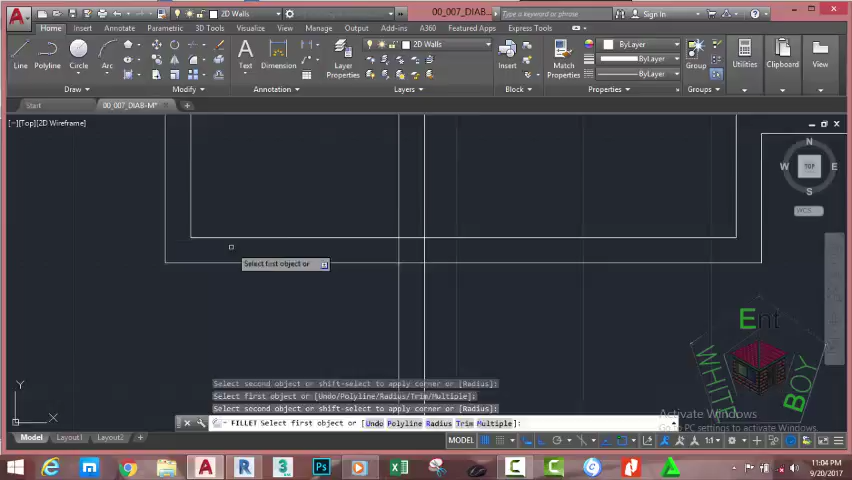 2D Walls
00_007_DIAB-M...
Type a keyword or phrase
Sign In
Home Insert Annotate Parametric 3D Tools Visualize View Manage Output Add-ins A360 Featured Apps Express Tools
2D Walls
ByLayer
ByLayer
ByLayer
Line Polyline Circle Arc
Text Dimension
Layer Properties
Insert
Match Properties
Group
Utilities
Clipboard
View
Draw Modify Annotation Layers Block Properties Groups
Start 00_007_DIAB-M*
[−][Top][2D Wireframe]
N
W TOP E
S
WCS
Select first object or
Ent
WHITE
BOY
Select second object or shift-select to apply corner or [Radius]:
Select first object or [Undo/Polyline/Radius/Trim/Multiple]:
Select second object or shift-select to apply corner or [Radius]:
FILLET Select first object or [Undo Polyline Radius Trim Multiple]:
Activate Windows
Go to PC settings to activate Windows.
Y
X
Model Layout1 Layout2
MODEL
1:1
11:04 PM
9/20/2017